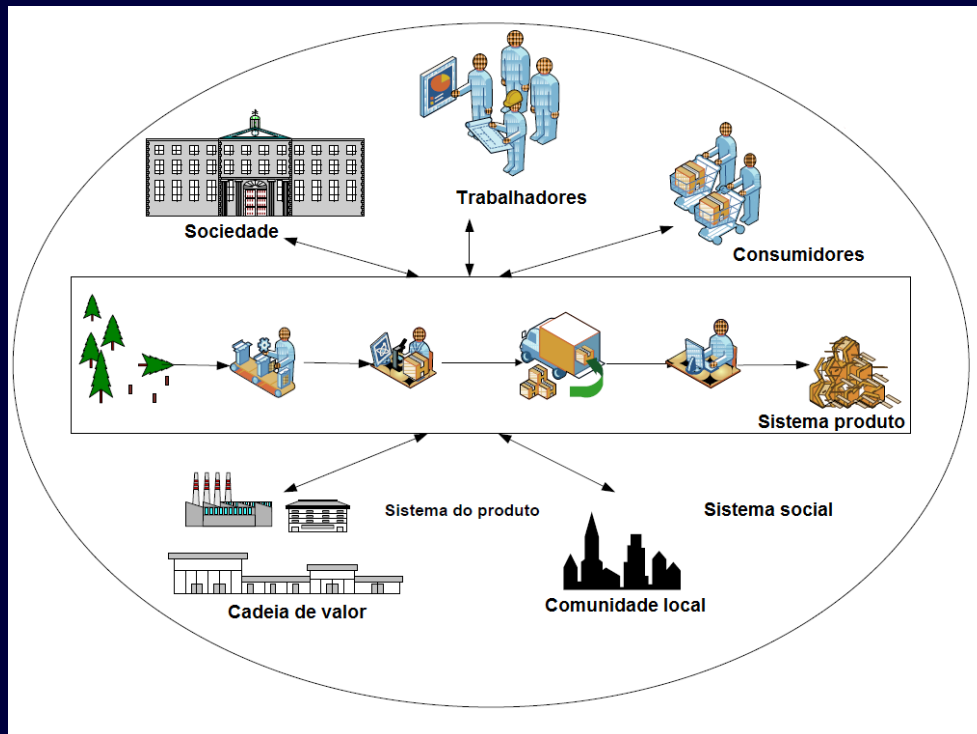 Trabalhadores
Sociedade
Consumidores
Sistema produto
Sistema do produto
Sistema social
Cadeia de valor
Comunidade local